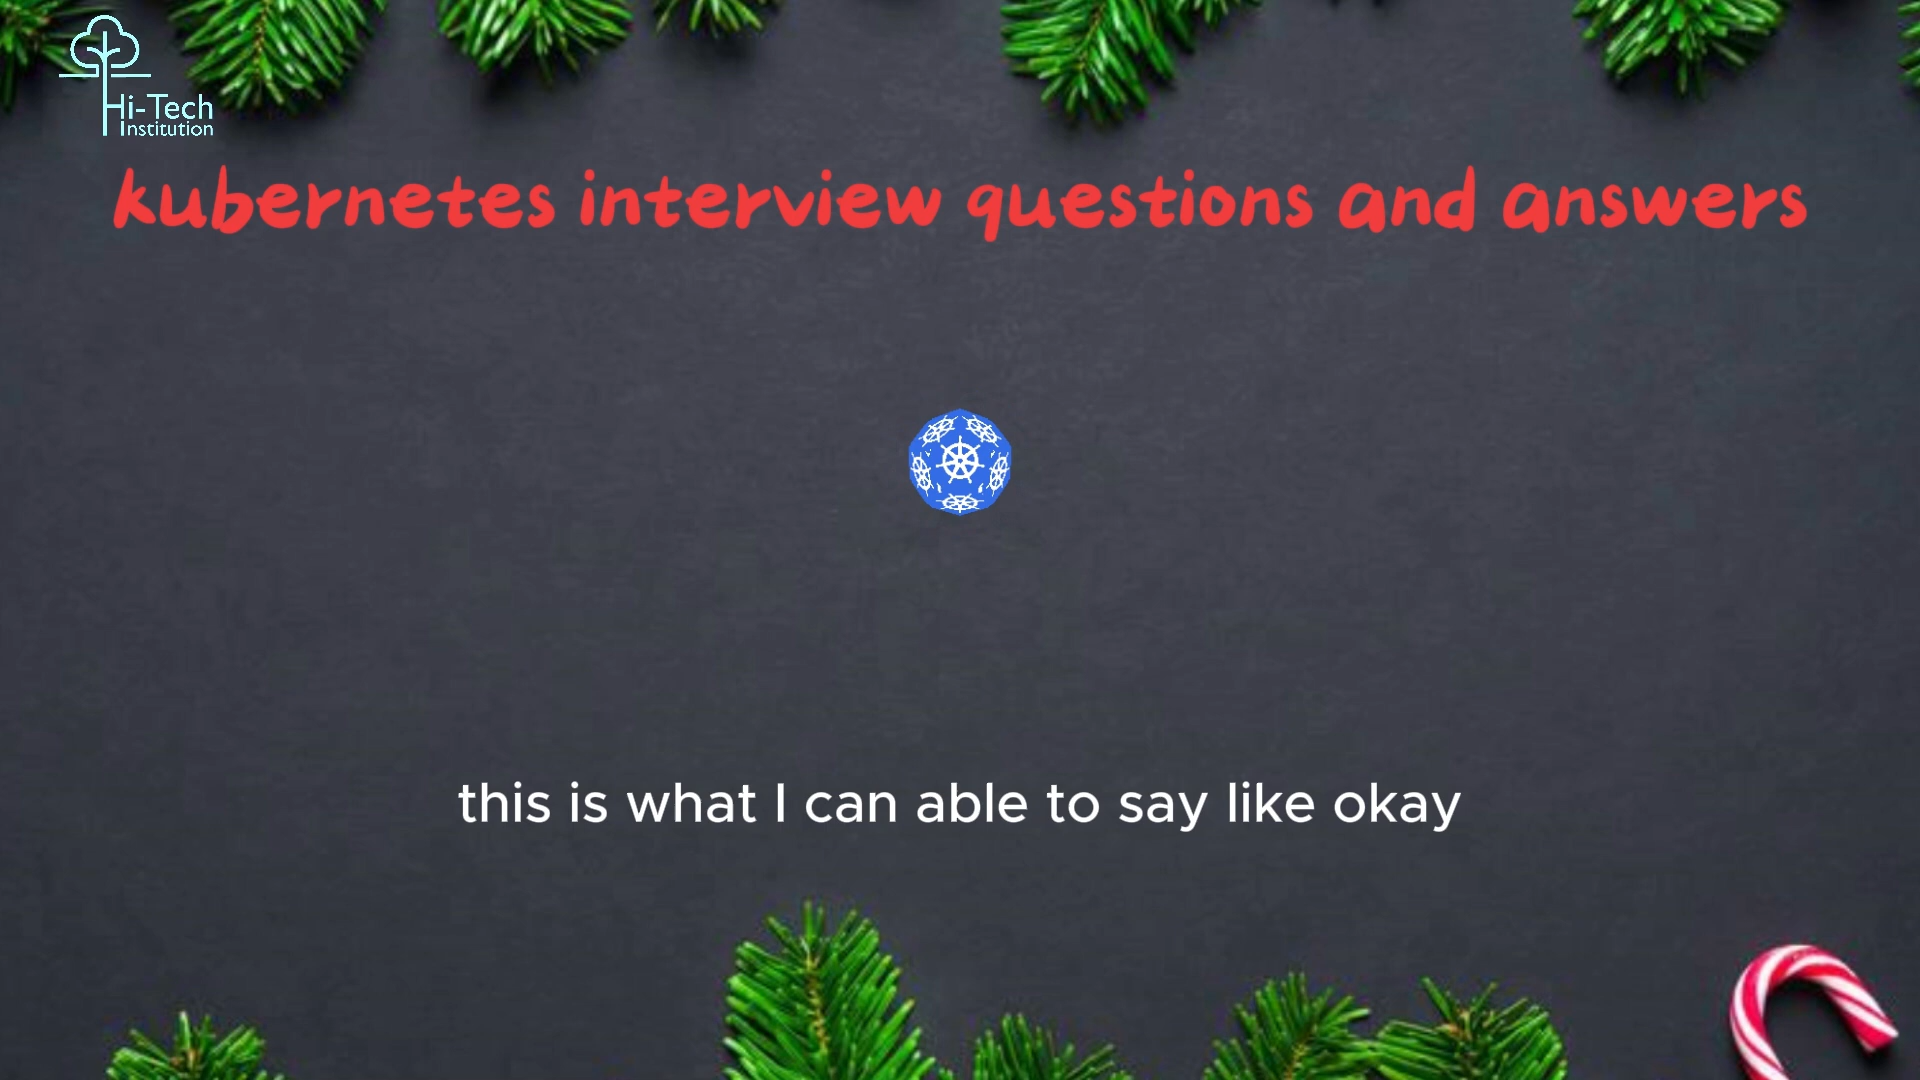 Hi-Tech
Institution
kubernetes interview questions and answers
this is what I can able to say like okay